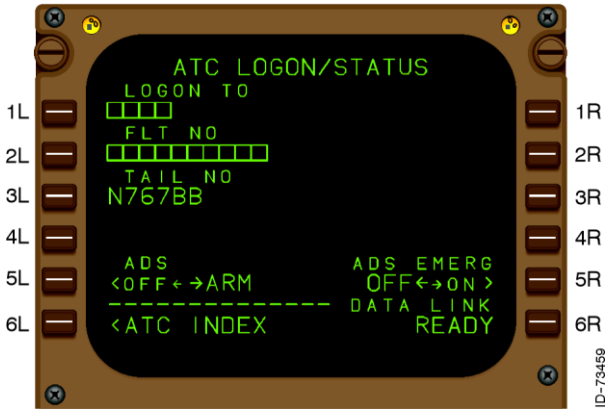 ATC LOGON/STATUS
LOGON TO
1L 1R
FLT NO
2L 2R
TAIL NO
3L N767BB 3R
4L 4R
ADS ADS EMERG
5L <OFF←→ARM OFF←→ON> 5R
--------------- DATA LINK
6L <ATC INDEX READY 6R
ID-73459